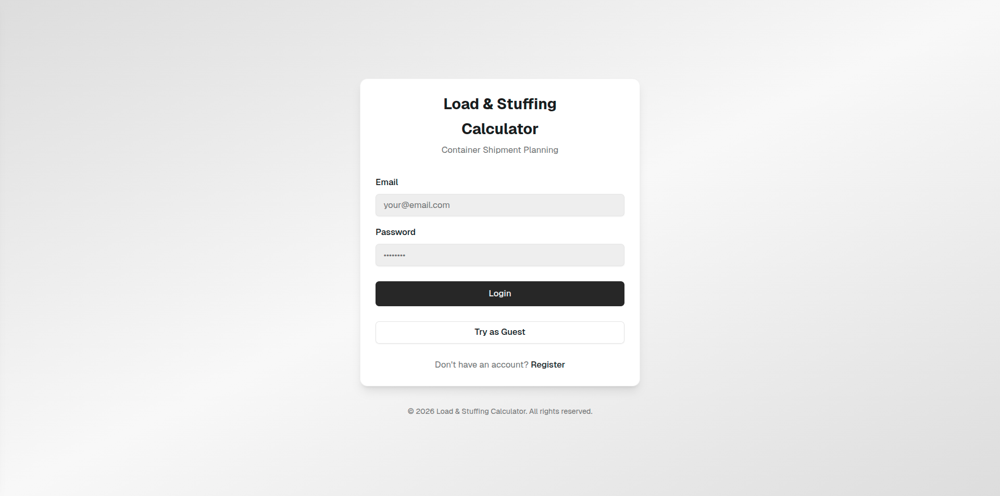 Load & Stuffing
Calculator
Container Shipment Planning
Email
your@email.com
Password
••••••••
Login
Try as Guest
Don't have an account? Register
© 2026 Load & Stuffing Calculator. All rights reserved.